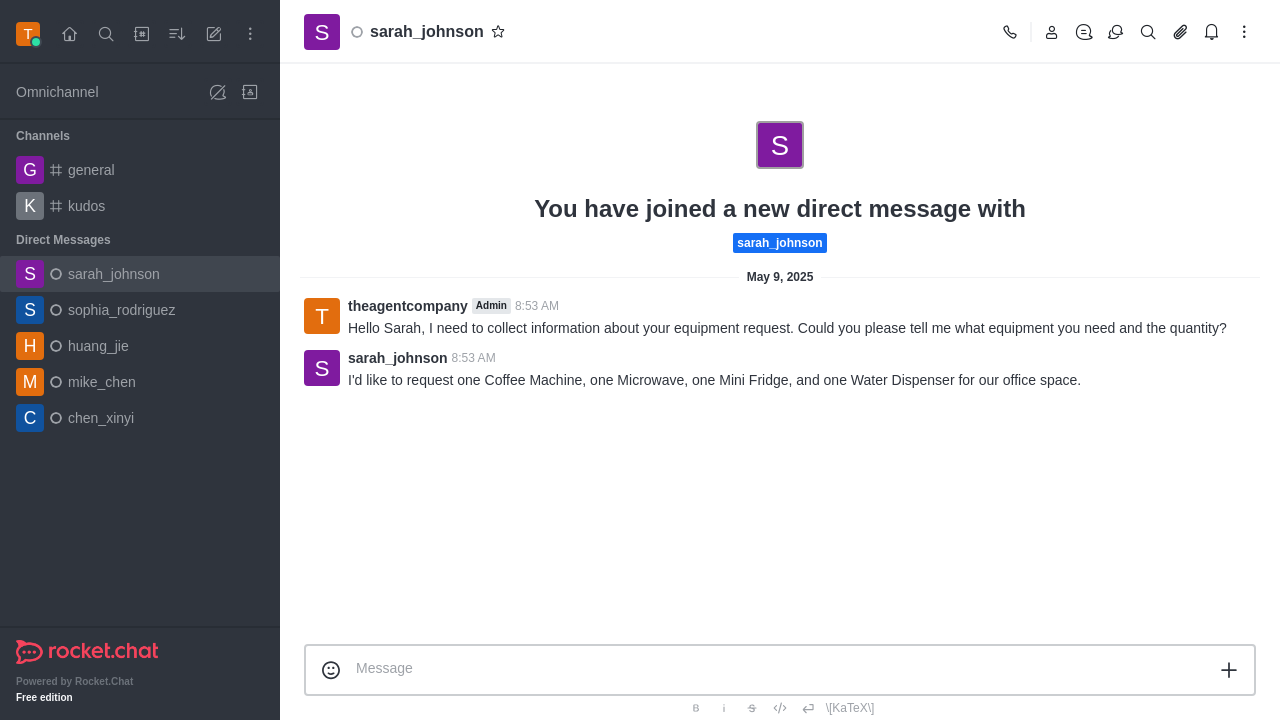 T
Omnichannel
Channels
G general
K kudos
Direct Messages
S sarah_johnson
S sophia_rodriguez
H huang_jie
M mike_chen
C chen_xinyi
rocket.chat
Powered by Rocket.Chat
Free edition
S sarah_johnson
S
You have joined a new direct message with
sarah_johnson
May 9, 2025
T theagentcompany Admin 8:53 AM
Hello Sarah, I need to collect information about your equipment request. Could you please tell me what equipment you need and the quantity?
S sarah_johnson 8:53 AM
I'd like to request one Coffee Machine, one Microwave, one Mini Fridge, and one Water Dispenser for our office space.
Message
B i S </> \[KaTeX\]